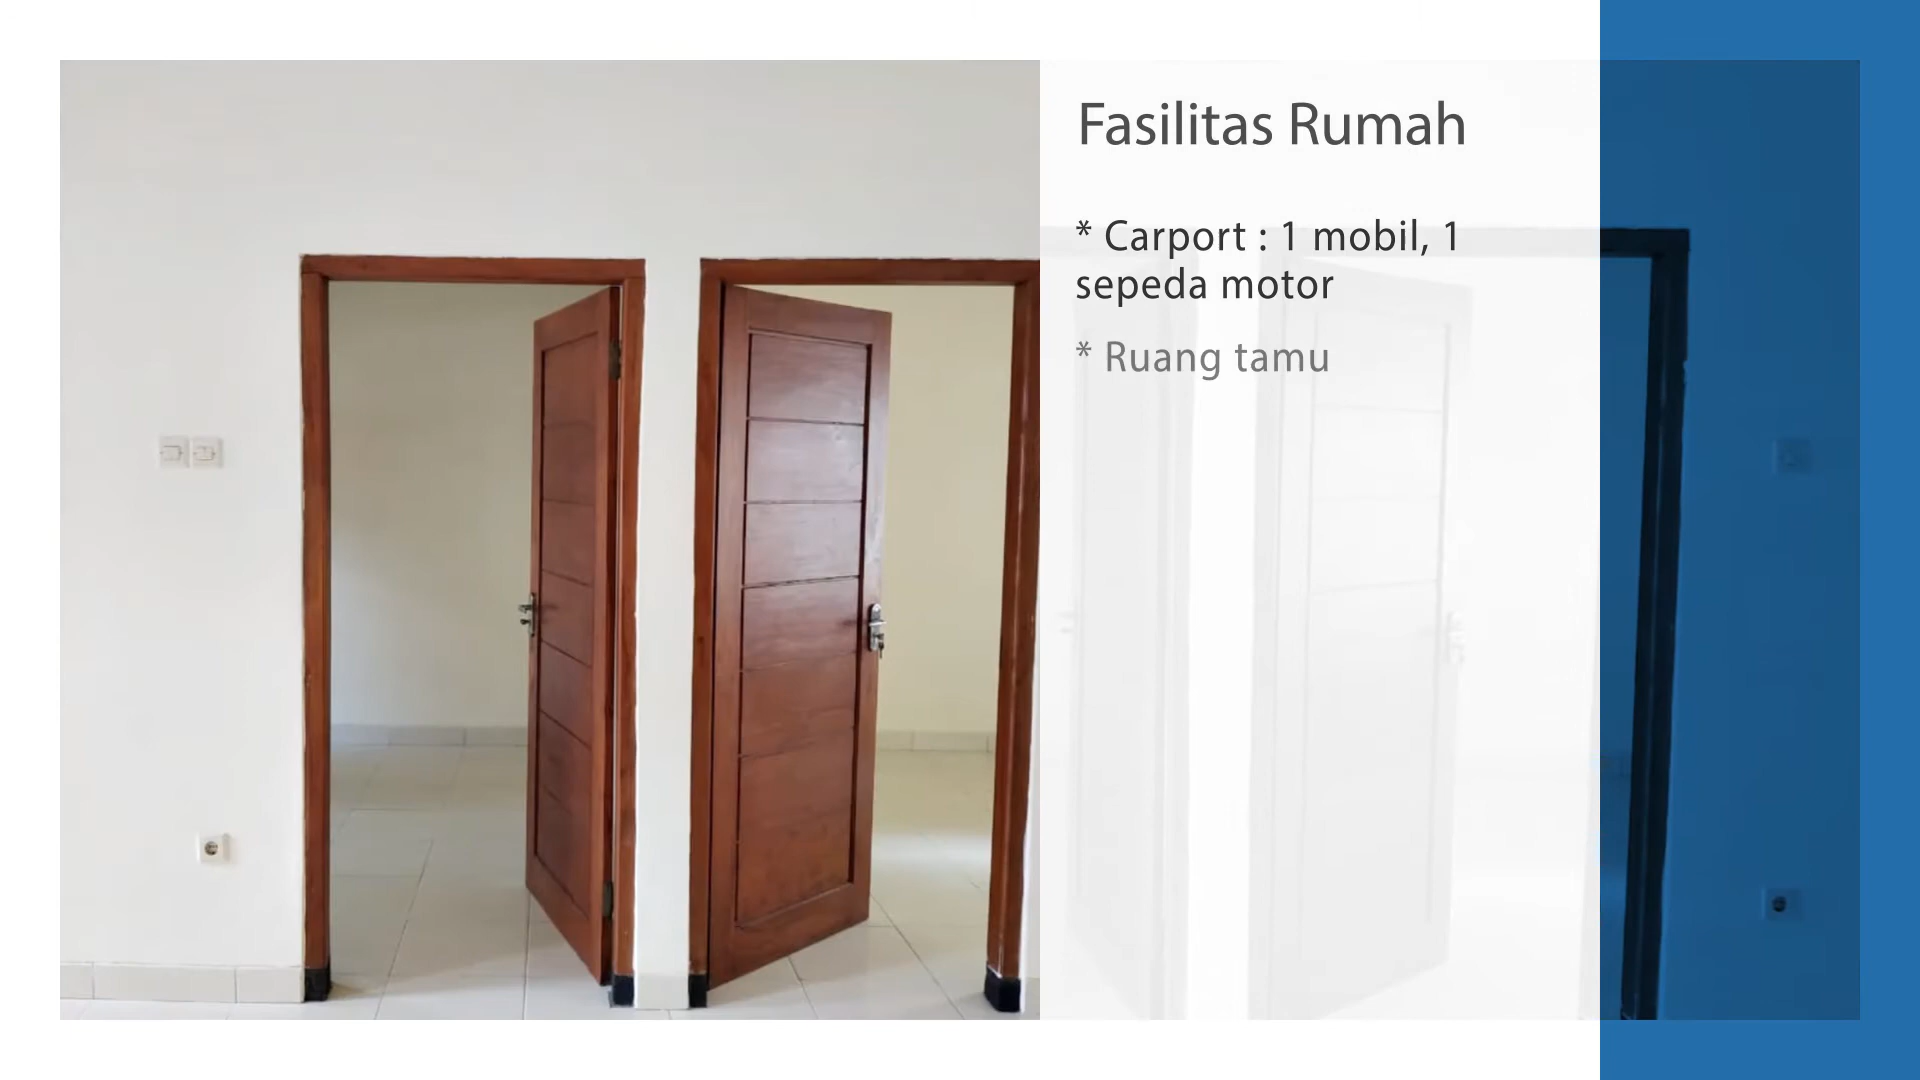 Fasilitas Rumah
* Carport : 1 mobil, 1
sepeda motor
* Ruang tamu